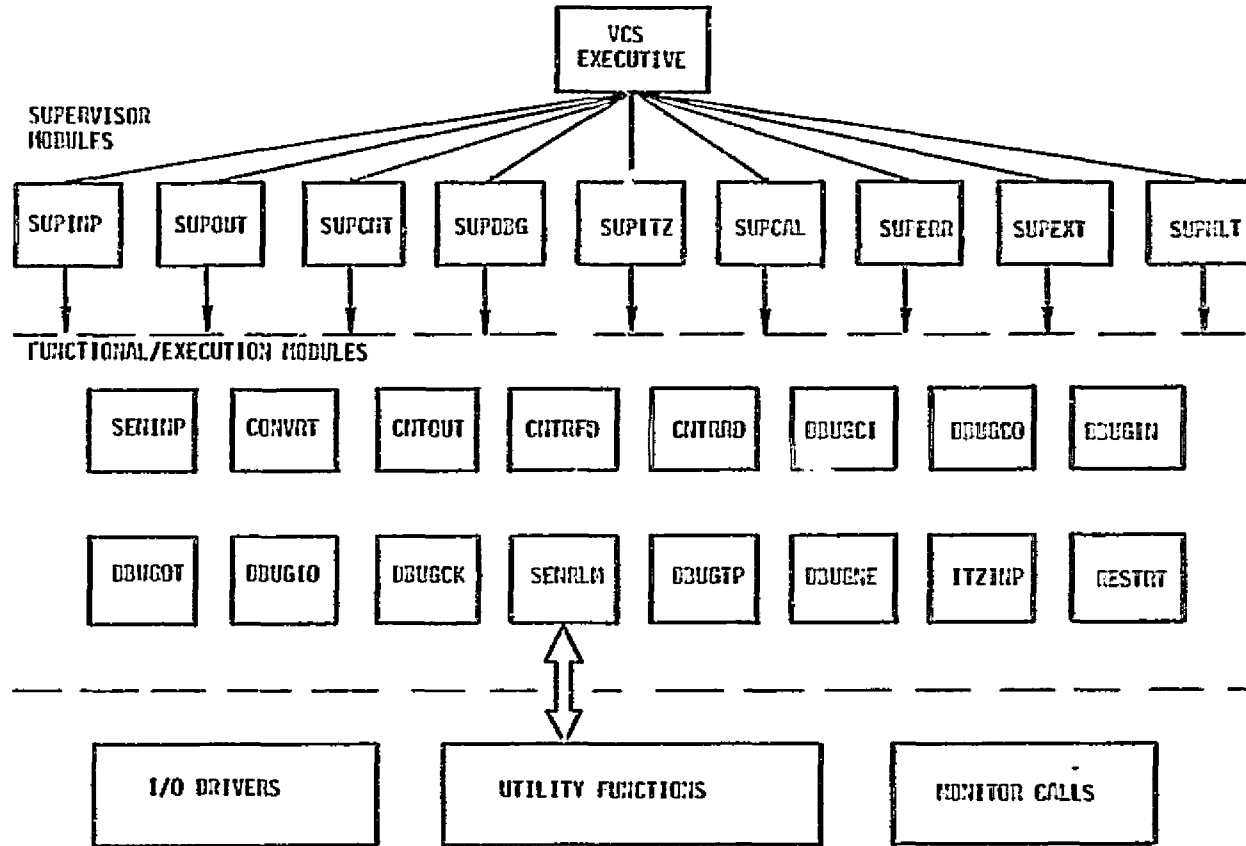 VCS
EXECUTIVE
SUPERVISOR
MODULES
SUPINP
SUPOUT
SUPCNT
SUPDBG
SUPITZ
SUPCAL
SUPERR
SUPEXT
SUPHLT
FUNCTIONAL/EXECUTION MODULES
SENINP
CONVRT
CNTOUT
CNTRFD
CNTRRD
DBUGCI
DBUGCO
DBUGIN
DBUGOT
DBUGIO
DBUGCK
SENRLM
DBUGTP
DBUGNE
ITZINP
RESTRT
I/O DRIVERS
UTILITY FUNCTIONS
MONITOR CALLS